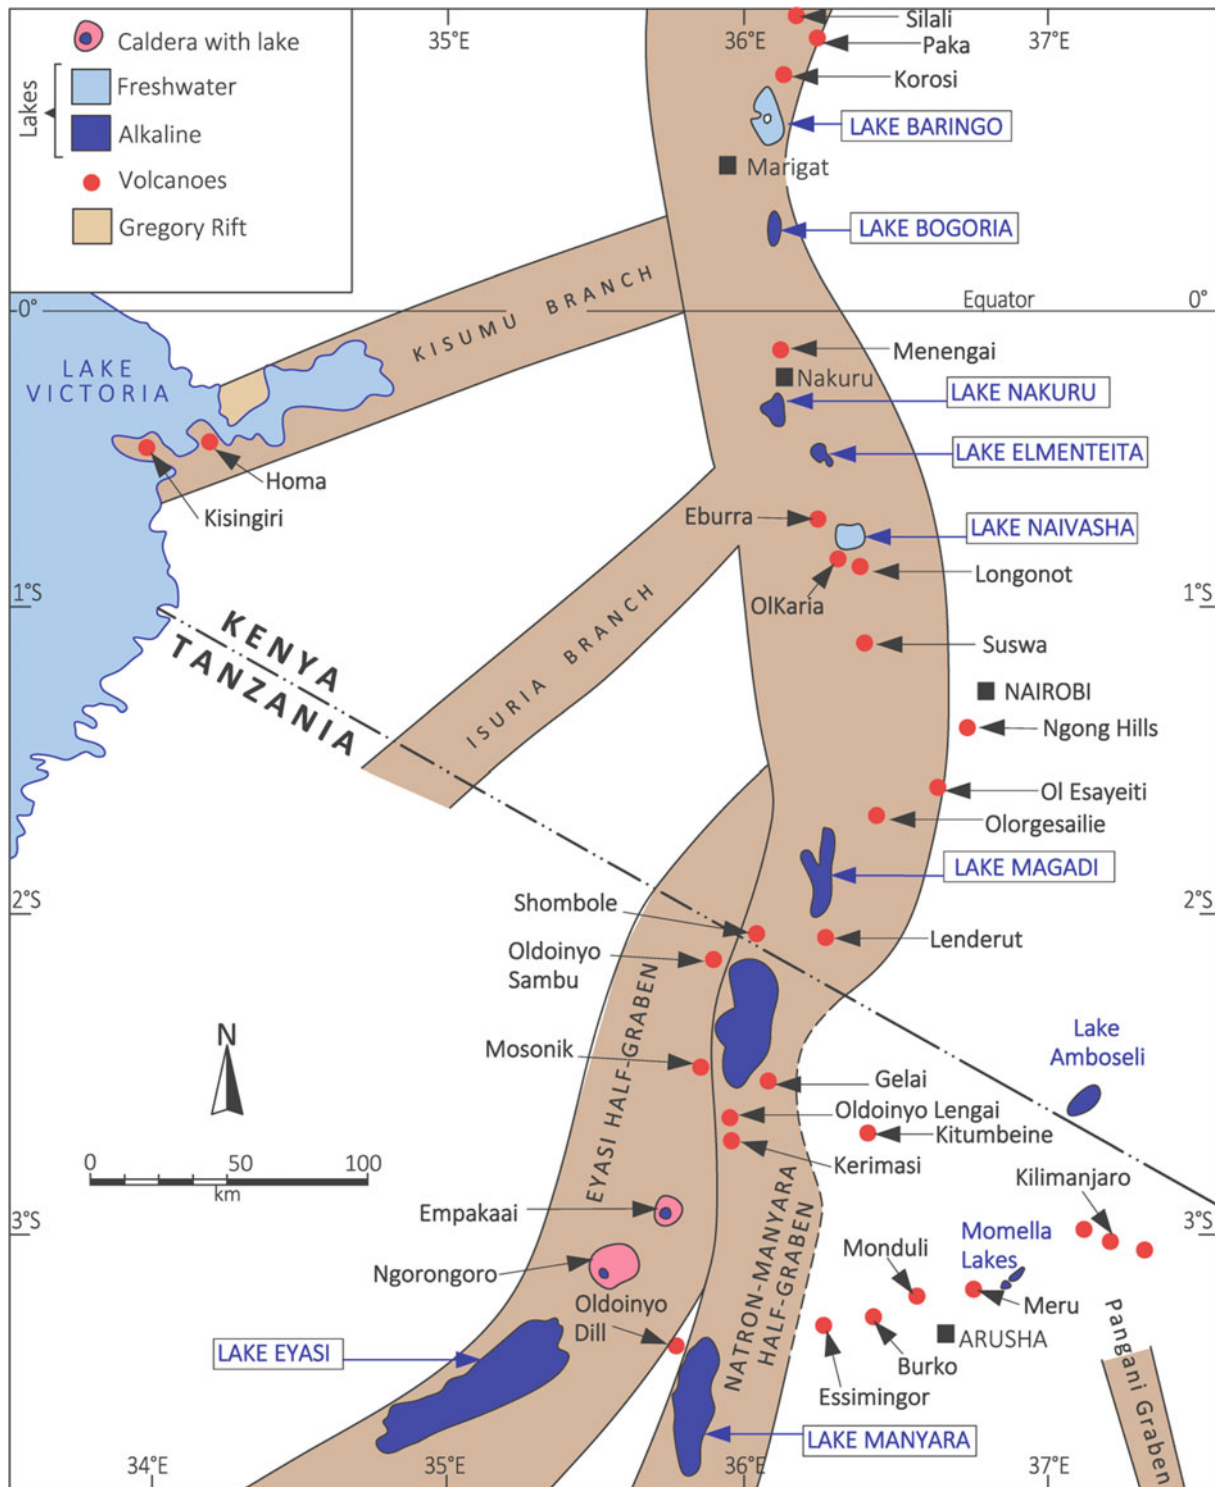 Caldera with lake
Lakes
Freshwater
Alkaline
Volcanoes
Gregory Rift
35°E
36°E
37°E
Silali
Paka
Korosi
LAKE BARINGO
Marigat
LAKE BOGORIA
0°
Equator
0°
KISUMU BRANCH
LAKE
VICTORIA
Menengai
Nakuru
LAKE NAKURU
LAKE ELMENTEITA
Homa
Kisingiri
Eburra
LAKE NAIVASHA
OlKaria
Longonot
1°S
1°S
KENYA
TANZANIA
ISURIA BRANCH
Suswa
NAIROBI
Ngong Hills
Ol Esayeiti
Olorgesailie
LAKE MAGADI
2°S
2°S
Shombole
Lenderut
Oldoinyo
Sambu
EYASI HALF-GRABEN
Mosonik
Gelai
Lake
Amboseli
Oldoinyo Lengai
Kitumbeine
Kerimasi
N
0
50
100
km
Kilimanjaro
Empakaai
3°S
3°S
NATRON-MANYARA
HALF-GRABEN
Momella
Lakes
Monduli
Ngorongoro
Meru
Oldoinyo
Dill
ARUSHA
Burko
Essimingor
Pangani Graben
LAKE EYASI
LAKE MANYARA
34°E
35°E
36°E
37°E